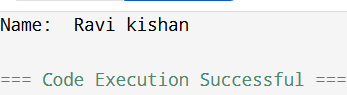 Name:  Ravi kishan
=== Code Execution Successful ===